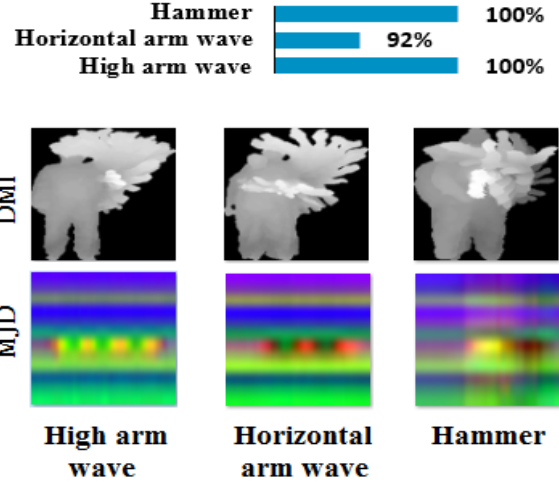 Hammer 100%
Horizontal arm wave 92%
High arm wave 100%
DMI
MJD
High arm wave
Horizontal arm wave
Hammer